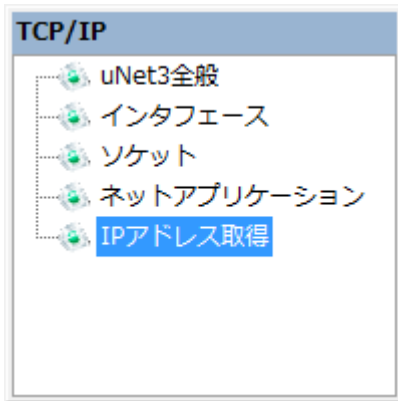 TCP/IP
uNet3全般
インタフェース
ソケット
ネットアプリケーション
IPアドレス取得